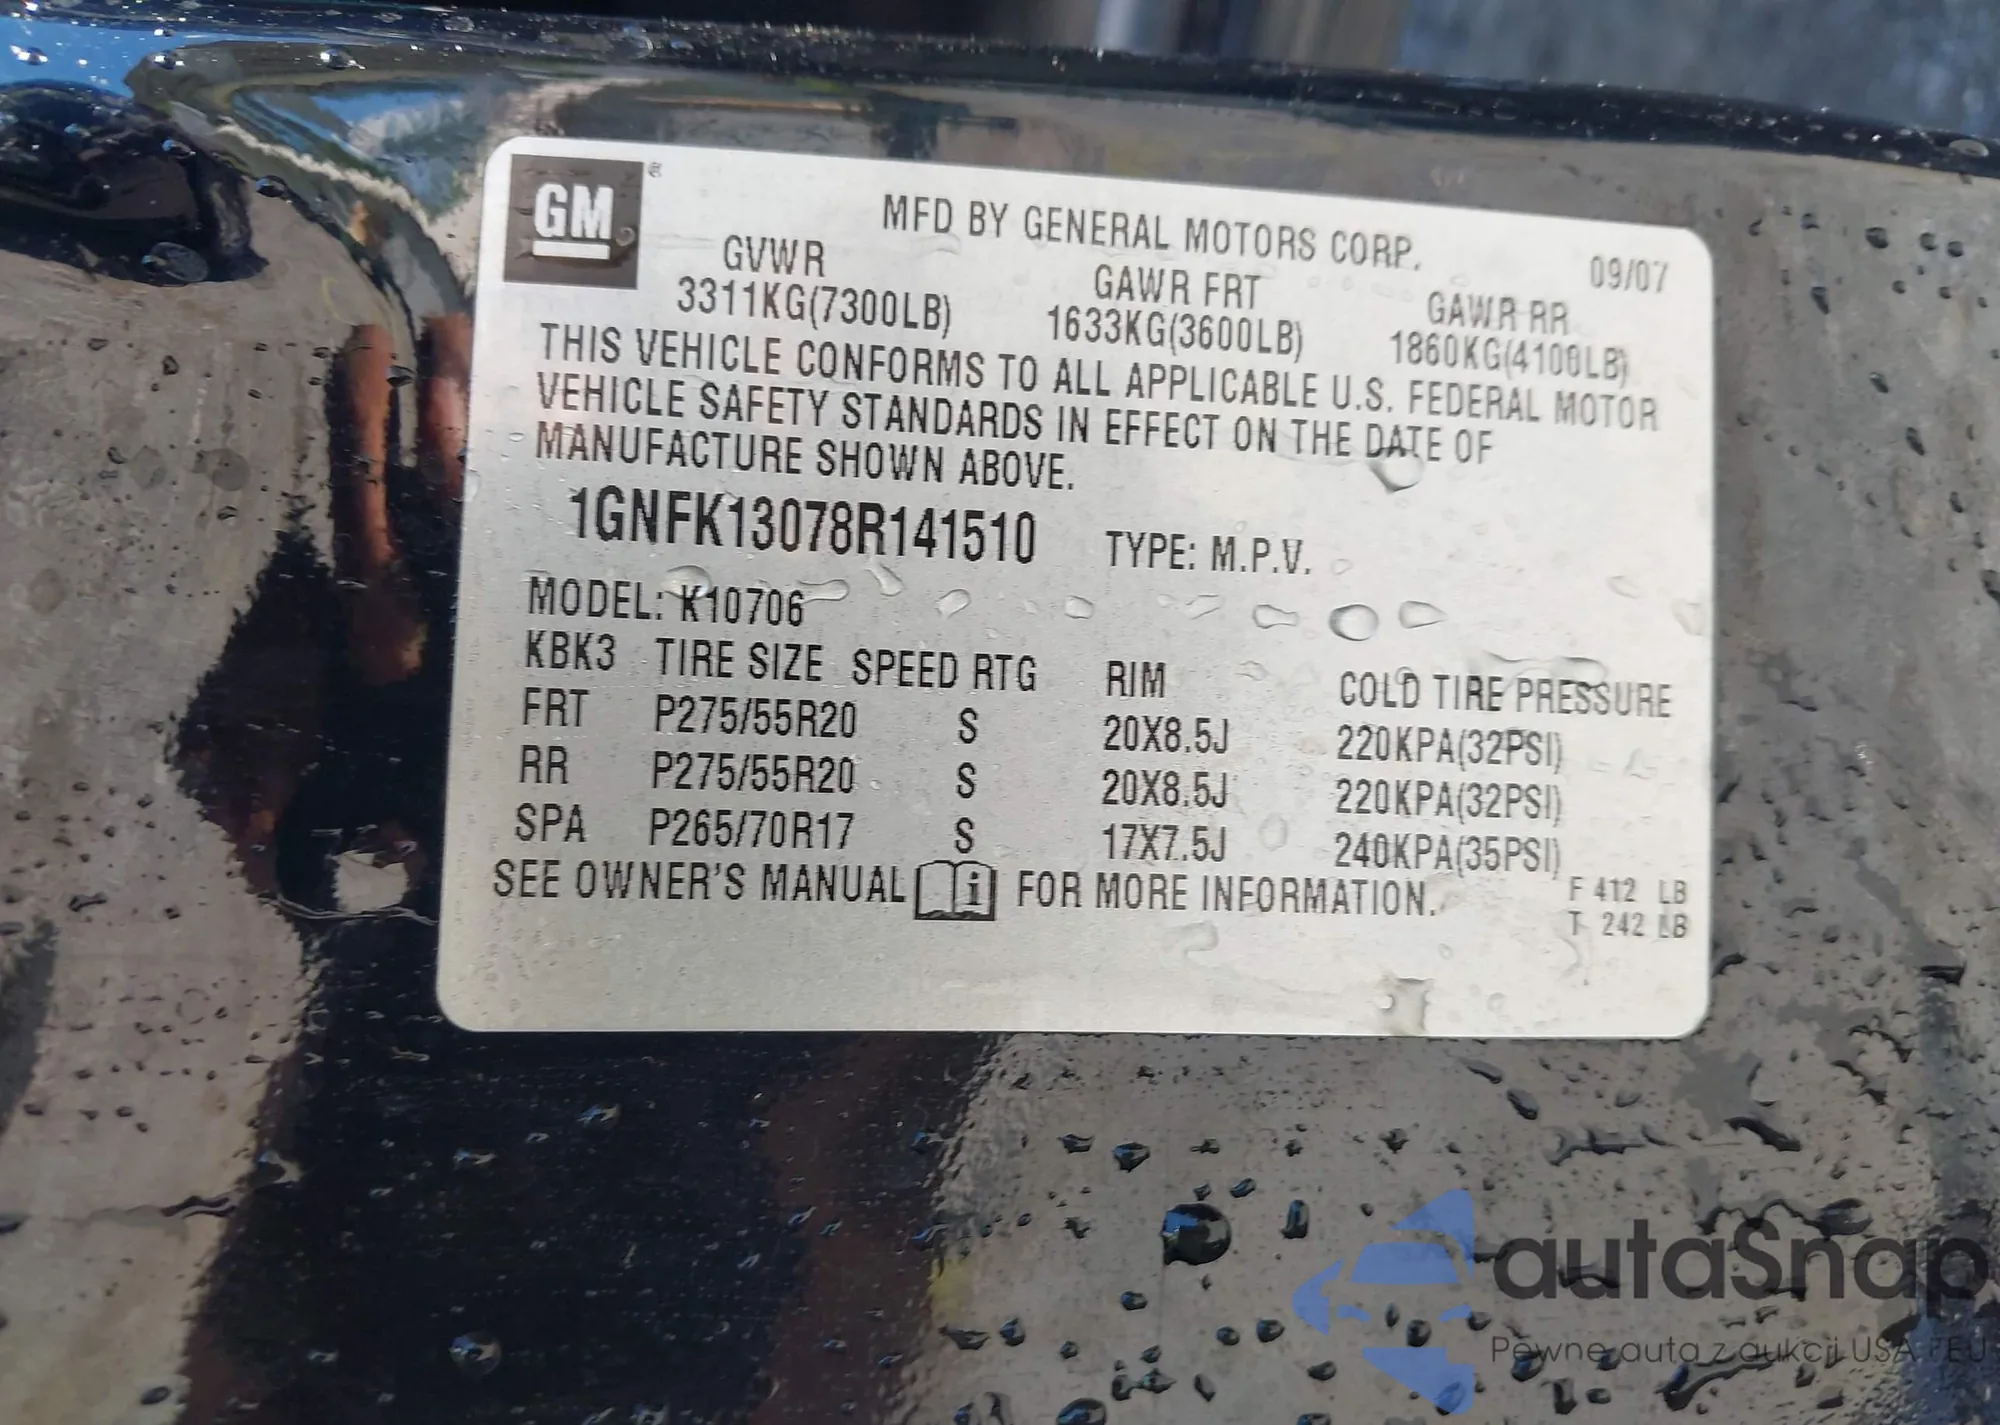 GM ®
MFD BY GENERAL MOTORS CORP. 09/07
GVWR GAWR FRT GAWR RR
3311KG(7300LB) 1633KG(3600LB) 1860KG(4100LB)
THIS VEHICLE CONFORMS TO ALL APPLICABLE U.S. FEDERAL MOTOR
VEHICLE SAFETY STANDARDS IN EFFECT ON THE DATE OF
MANUFACTURE SHOWN ABOVE.
1GNFK13078R141510 TYPE: M.P.V.
MODEL: K10706
KBK3 TIRE SIZE SPEED RTG RIM COLD TIRE PRESSURE
FRT P275/55R20 S 20X8.5J 220KPA(32PSI)
RR P275/55R20 S 20X8.5J 220KPA(32PSI)
SPA P265/70R17 S 17X7.5J 240KPA(35PSI)
SEE OWNER'S MANUAL i FOR MORE INFORMATION.
F 412 LB
T 242 LB
autaSnap
Pewne auta z aukcji USA i EU